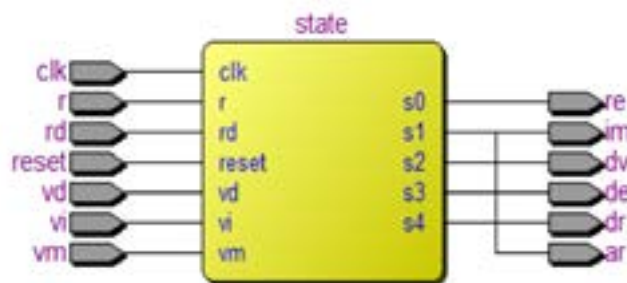 state
clk clk
r r s0 re
rd rd s1 im
reset reset s2 dv
vd vd s3 de
vi vi s4 dr
vm vm ar